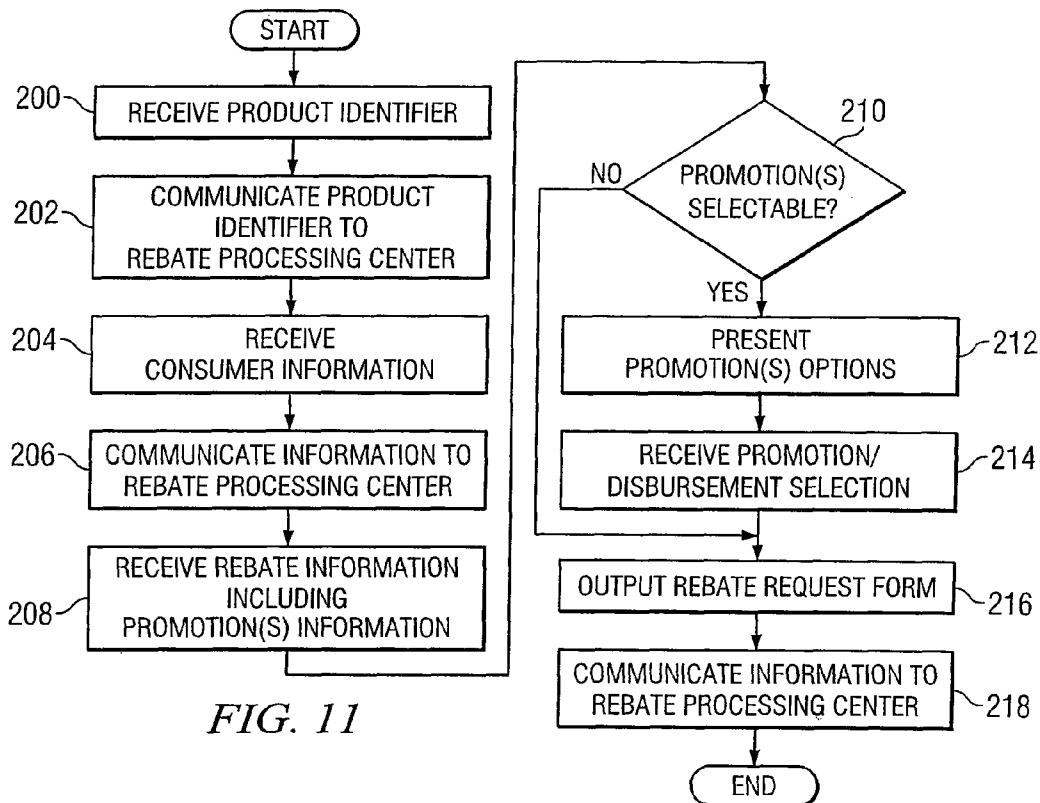 START
200
RECEIVE PRODUCT IDENTIFIER
202
COMMUNICATE PRODUCT
IDENTIFIER TO
REBATE PROCESSING CENTER
204
RECEIVE
CONSUMER INFORMATION
206
COMMUNICATE INFORMATION TO
REBATE PROCESSING CENTER
208
RECEIVE REBATE INFORMATION
INCLUDING
PROMOTION(S) INFORMATION
210
PROMOTION(S)
SELECTABLE?
NO
YES
PRESENT
PROMOTION(S) OPTIONS
212
RECEIVE PROMOTION/
DISBURSEMENT SELECTION
214
OUTPUT REBATE REQUEST FORM
216
COMMUNICATE INFORMATION TO
REBATE PROCESSING CENTER
218
END
FIG. 11